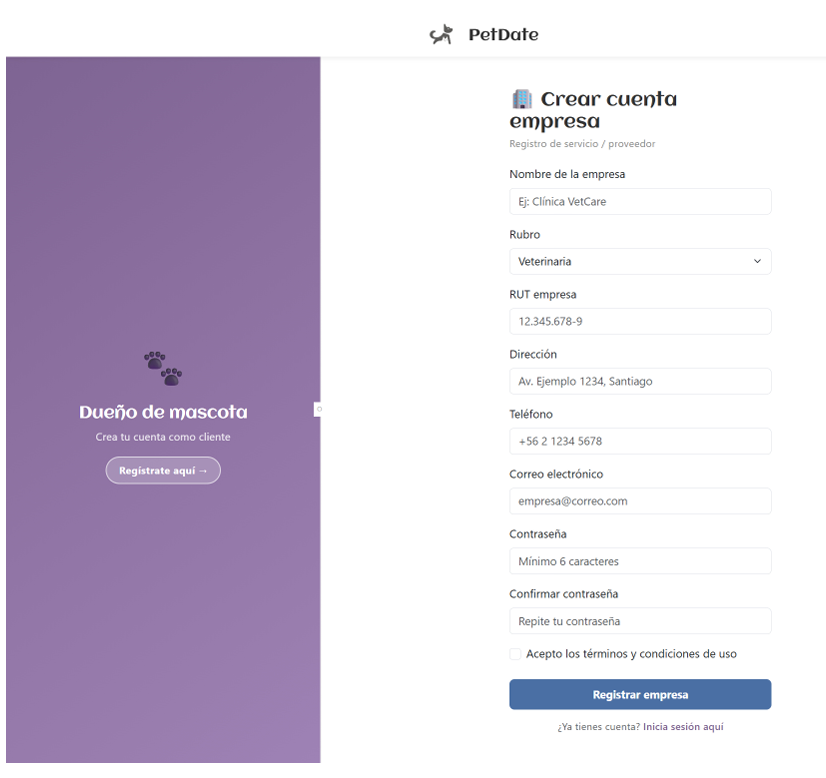 PetDate
Dueño de mascota
Crea tu cuenta como cliente
Regístrate aquí →
Crear cuenta
empresa
Registro de servicio / proveedor
Nombre de la empresa
Ej: Clínica VetCare
Rubro
Veterinaria
RUT empresa
12.345.678-9
Dirección
Av. Ejemplo 1234, Santiago
Teléfono
+56 2 1234 5678
Correo electrónico
empresa@correo.com
Contraseña
Mínimo 6 caracteres
Confirmar contraseña
Repite tu contraseña
Acepto los términos y condiciones de uso
Registrar empresa
¿Ya tienes cuenta? Inicia sesión aquí